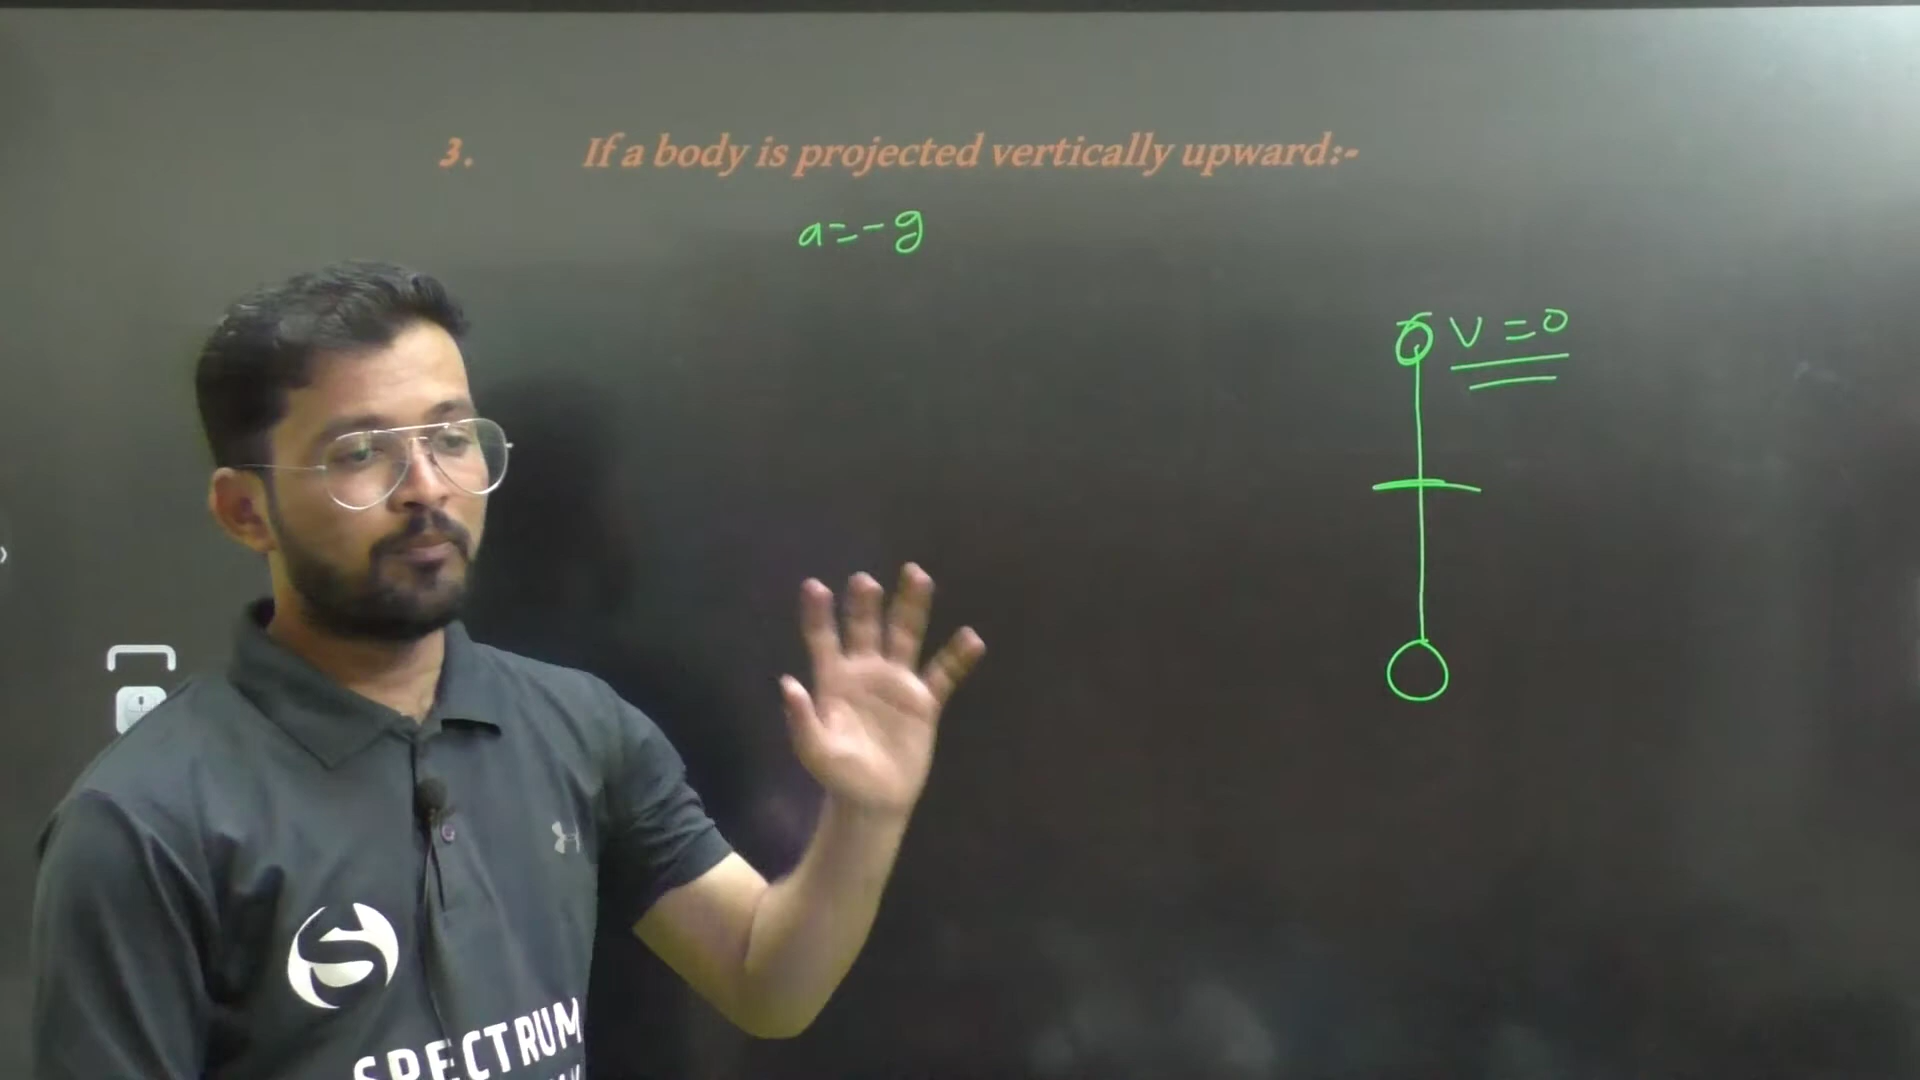 3. If a body is projected vertically upward:-
a=-g
V=0
SPECTRUM